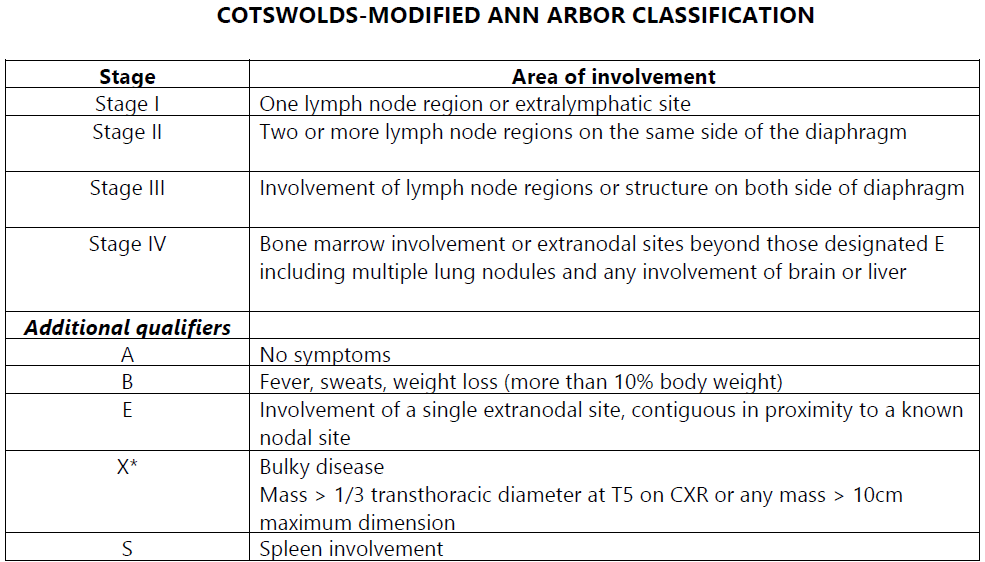 COTSWOLDS-MODIFIED ANN ARBOR CLASSIFICATION
Stage Area of involvement
Stage I One lymph node region or extralymphatic site
Stage II Two or more lymph node regions on the same side of the diaphragm
Stage III Involvement of lymph node regions or structure on both side of diaphragm
Stage IV Bone marrow involvement or extranodal sites beyond those designated E
including multiple lung nodules and any involvement of brain or liver
Additional qualifiers
A No symptoms
B Fever, sweats, weight loss (more than 10% body weight)
E Involvement of a single extranodal site, contiguous in proximity to a known
nodal site
X* Bulky disease
Mass > 1/3 transthoracic diameter at T5 on CXR or any mass > 10cm
maximum dimension
S Spleen involvement